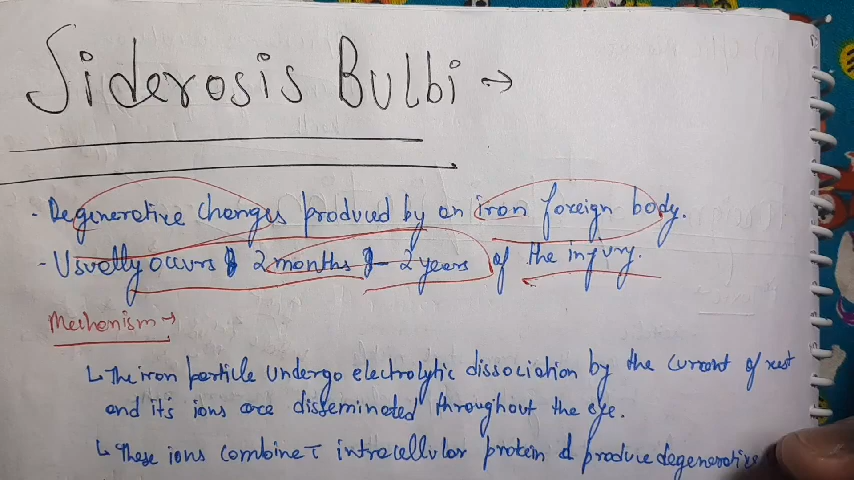 Siderosis Bulbi →
- Degenerative changes produced by an iron foreign body.
- Usually occurs 2 months - 2 years of the injury.
Mechanism →
↳ The iron particle undergo electrolytic dissociation by the current of rest
and it's ions are disseminated throughout the eye.
↳ These ions combine c̄ intracellular protein & produce degenerative